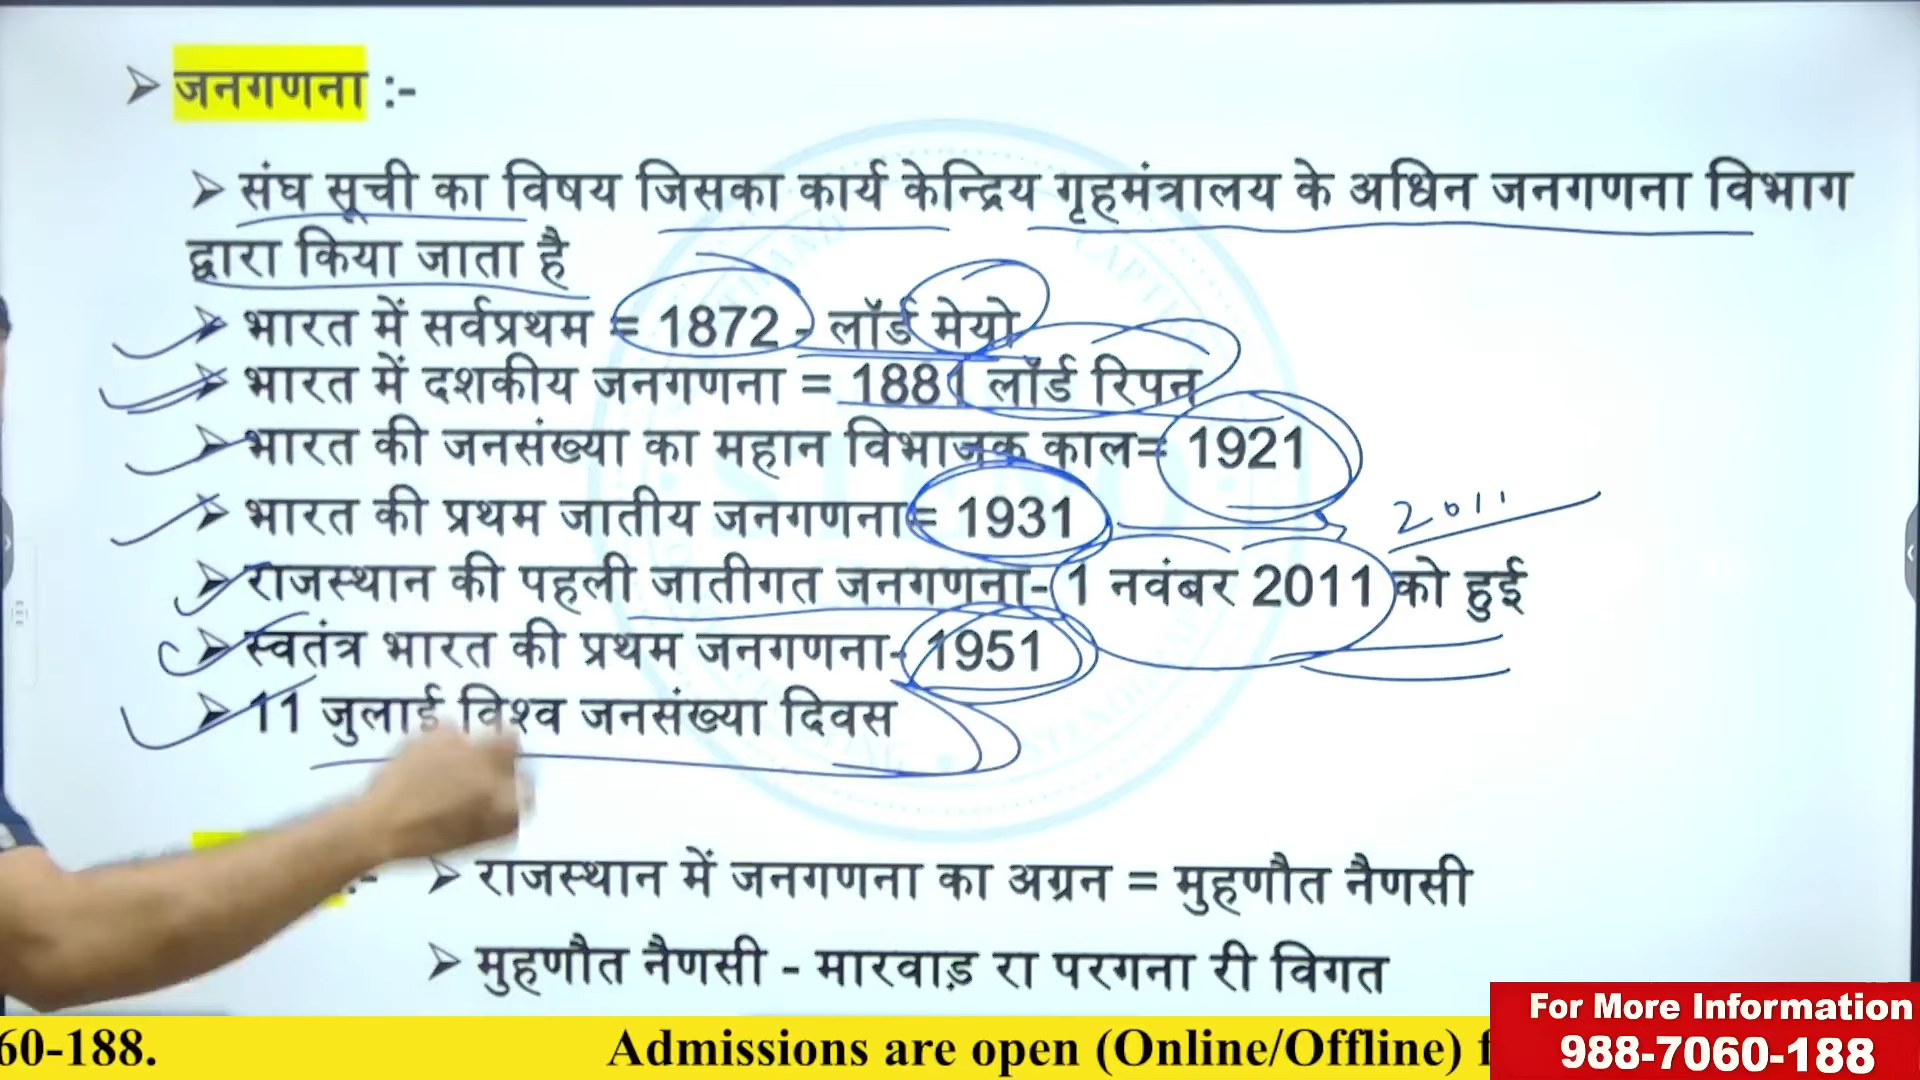 ➢ जनगणना :-
➢ संघ सूची का विषय जिसका कार्य केन्द्रिय गृहमंत्रालय के अधिन जनगणना विभाग
द्वारा किया जाता है
➢ भारत में सर्वप्रथम = 1872 - लॉर्ड मेयो
➢ भारत में दशकीय जनगणना = 1881 लॉर्ड रिपन
➢ भारत की जनसंख्या का महान विभाजक काल= 1921
➢ भारत की प्रथम जातीय जनगणना= 1931
2011
➢ राजस्थान की पहली जातीगत जनगणना- 1 नवंबर 2011 को हुई
➢ स्वतंत्र भारत की प्रथम जनगणना- 1951
➢ 11 जुलाई विश्व जनसंख्या दिवस
:- ➢ राजस्थान में जनगणना का अग्रन = मुहणौत नैणसी
➢ मुहणौत नैणसी - मारवाड़ रा परगना री विगत
For More Information
988-7060-188
60-188. Admissions are open (Online/Offline) f